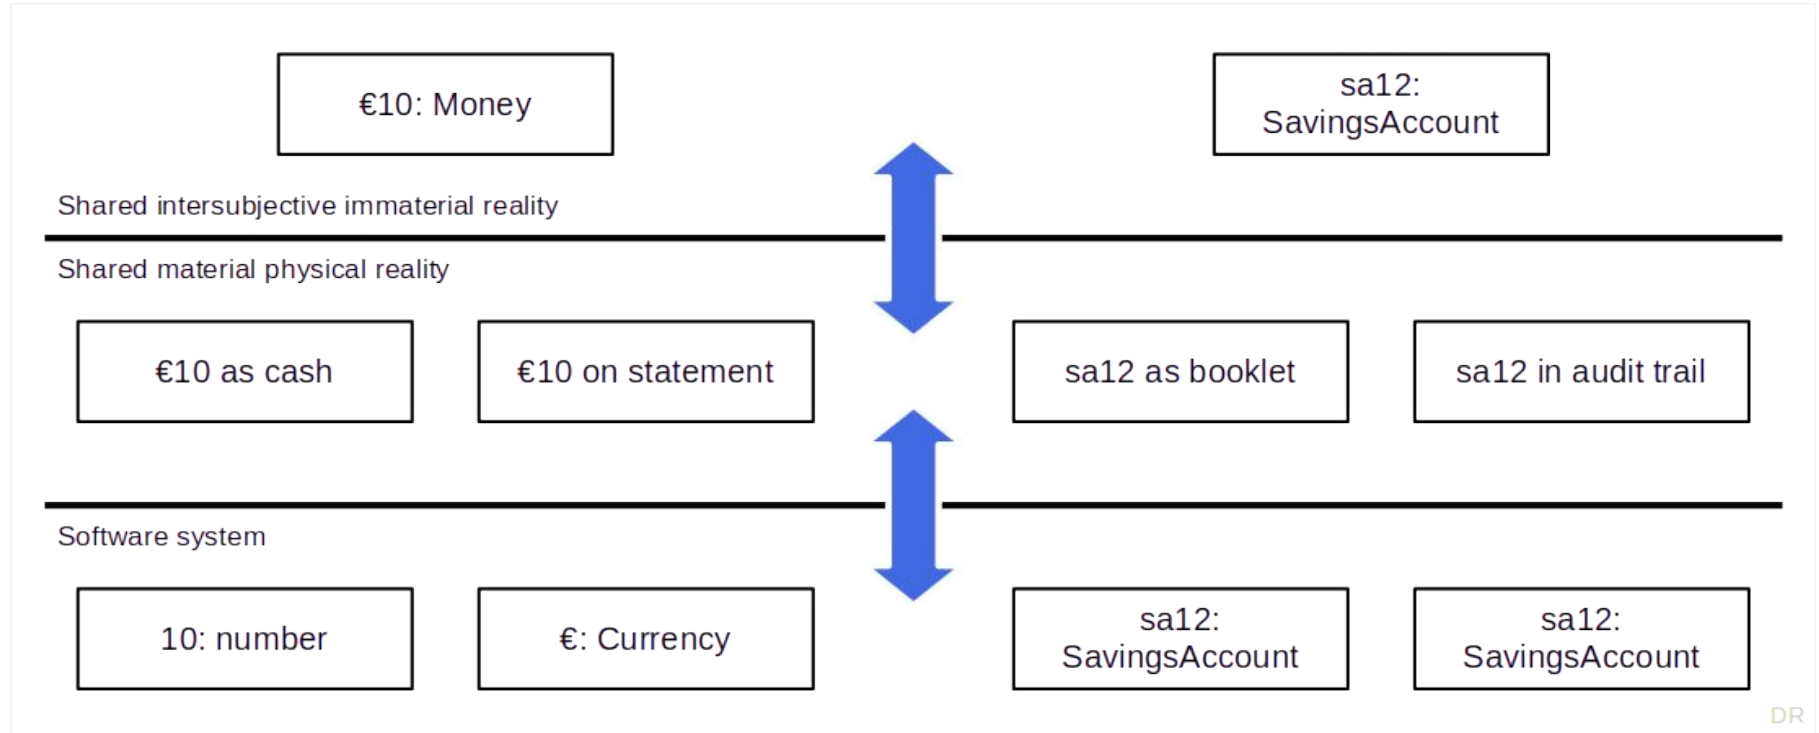 €10: Money
sa12:
SavingsAccount
Shared intersubjective immaterial reality
Shared material physical reality
€10 as cash
€10 on statement
sa12 as booklet
sa12 in audit trail
Software system
10: number
€: Currency
sa12:
SavingsAccount
sa12:
SavingsAccount
DR